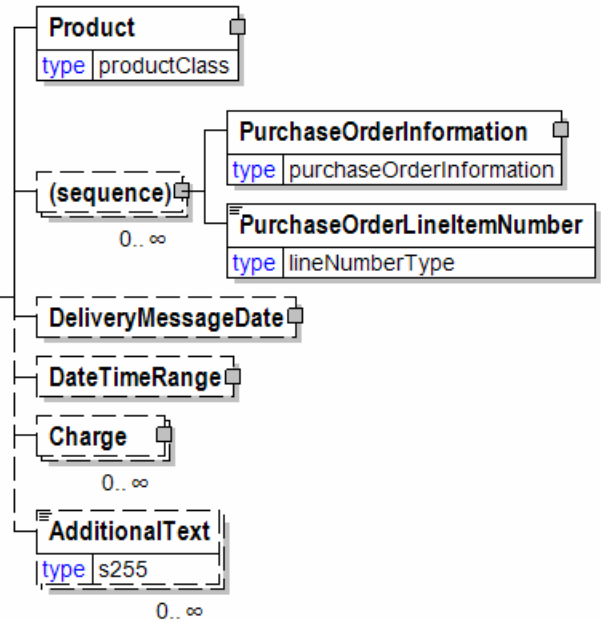 Product
type productClass
PurchaseOrderInformation
type purchaseOrderInformation
(sequence)
0.. ∞
PurchaseOrderLineItemNumber
type lineNumberType
DeliveryMessageDate
DateTimeRange
Charge
0.. ∞
AdditionalText
type s255
0.. ∞